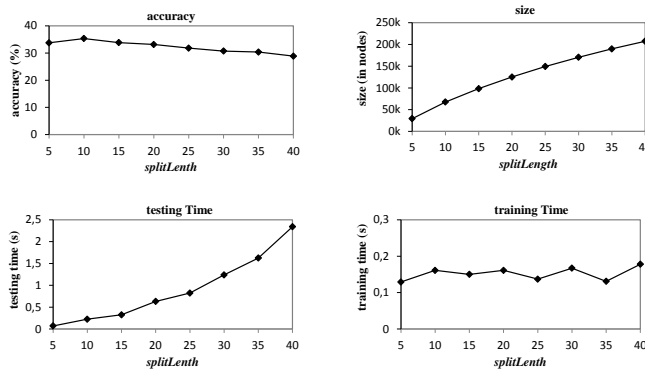 accuracy
accuracy (%)
40
30
20
10
0
5 10 15 20 25 30 35 40
splitLenth
size
size (in nodes)
250k
200k
150k
100k
50k
0k
5 10 15 20 25 30 35 40
splitLength
testing Time
testing time (s)
2,5
2
1,5
1
0,5
0
5 10 15 20 25 30 35 40
splitLenth
training Time
training time (s)
0,3
0,2
0,1
0
5 10 15 20 25 30 35 40
splitLenth